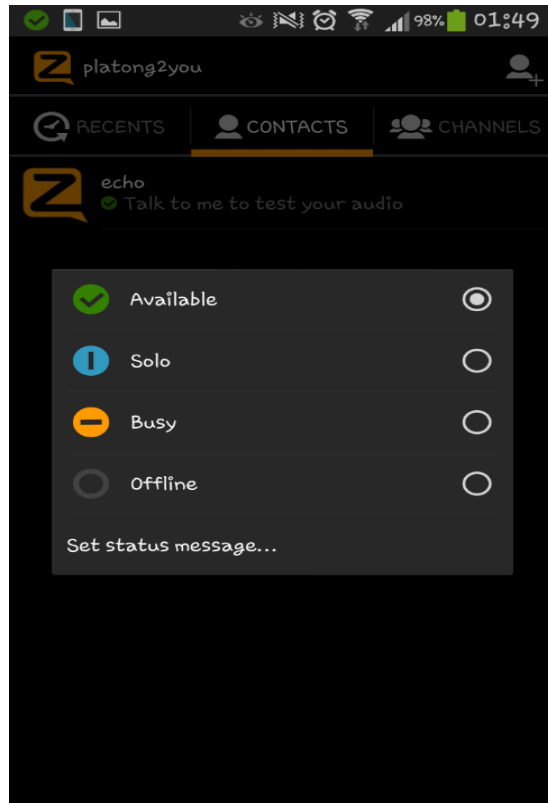 98% 01:49
platong2you
RECENTS CONTACTS CHANNELS
echo
Talk to me to test your audio
Available
Solo
Busy
Offline
Set status message...